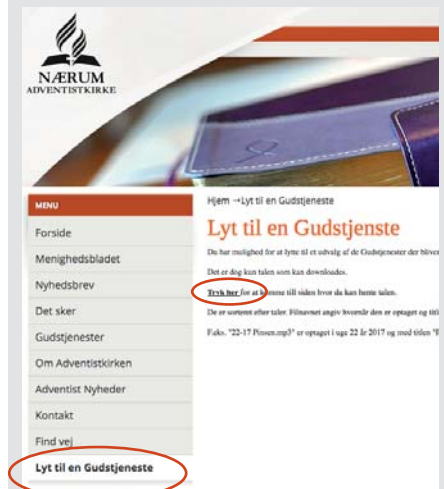 NÆRUM
ADVENTISTKIRKE
MENU
Forside
Menighedsbladet
Nyhedsbrev
Det sker
Gudstjenester
Om Adventistkirken
Adventist Nyheder
Kontakt
Find vej
Lyt til en Gudstjeneste
Hjem →Lyt til en Gudstjeneste
Lyt til en Gudstjenste
Du har mulighed for at lytte til et udvalg af de Gudstjenester der bliver
Det er dog kun talen som kan downloades.
Tryk her for at komme til siden hvor du kan hente talen.
De er sorteret efter taler. Filnavnet angiv hvornår den er optaget og tit
F.eks. "22-17 Pinsen.mp3" er optaget i uge 22 år 2017 og med titlen "P